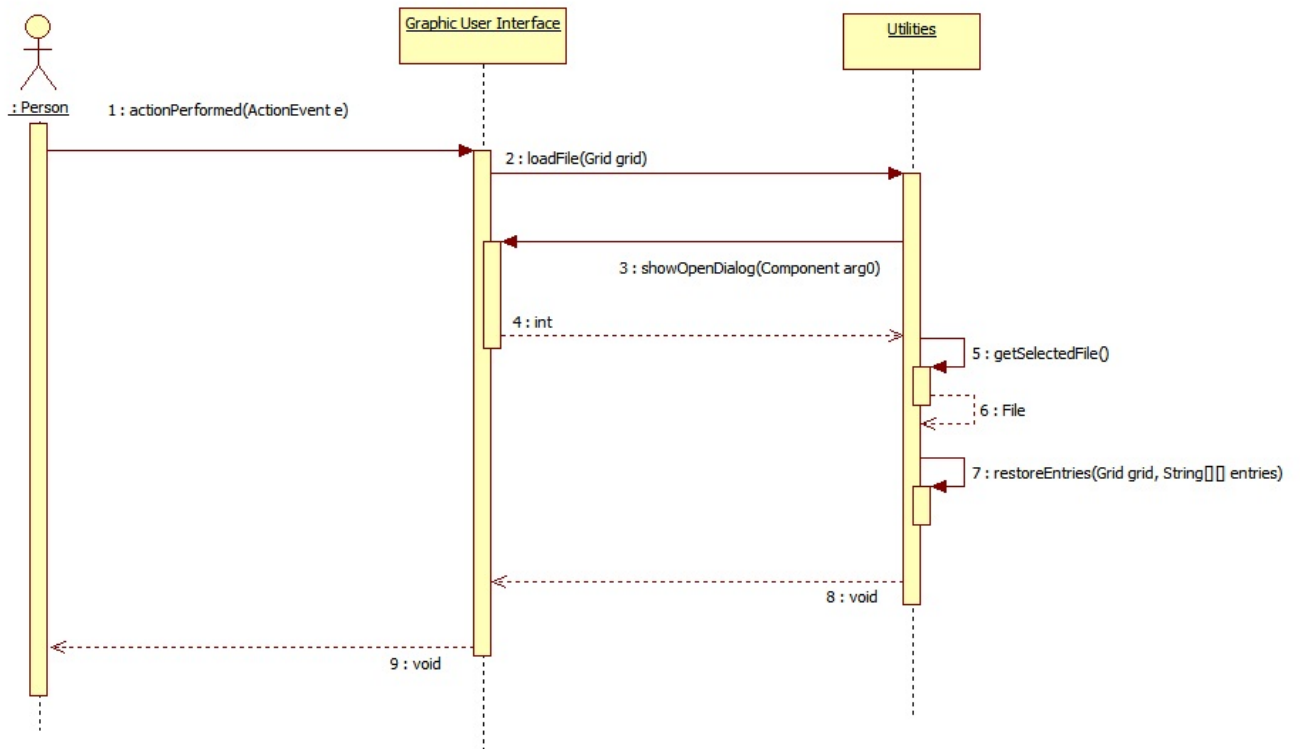 Graphic User Interface
Utilities
: Person
1 : actionPerformed(ActionEvent e)
2 : loadFile(Grid grid)
3 : showOpenDialog(Component arg0)
4 : int
5 : getSelectedFile()
6 : File
7 : restoreEntries(Grid grid, String[][] entries)
8 : void
9 : void